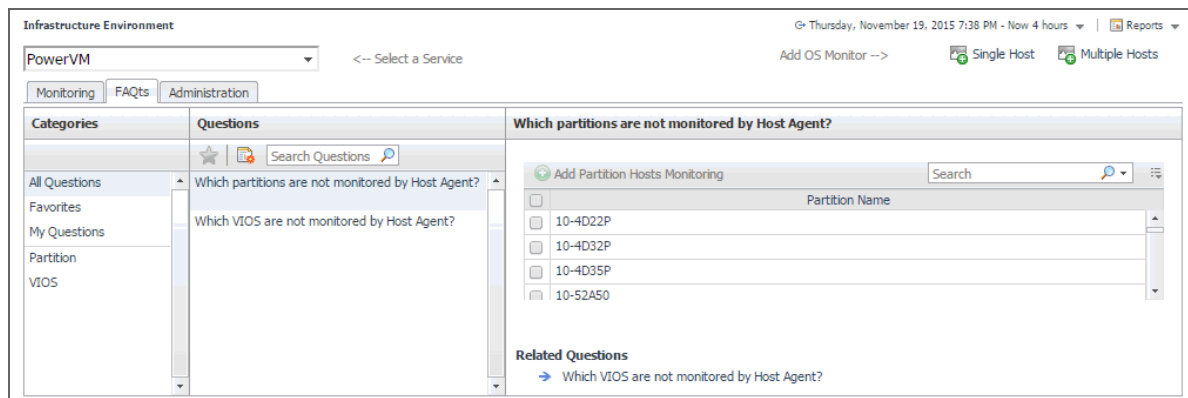 Infrastructure Environment
Thursday, November 19, 2015 7:38 PM - Now 4 hours
Reports
PowerVM
<-- Select a Service
Add OS Monitor -->
Single Host
Multiple Hosts
Monitoring
FAQts
Administration
Categories
All Questions
Favorites
My Questions
Partition
VIOS
Questions
Search Questions
Which partitions are not monitored by Host Agent?
Which VIOS are not monitored by Host Agent?
Which partitions are not monitored by Host Agent?
Add Partition Hosts Monitoring
Search
Partition Name
10-4D22P
10-4D32P
10-4D35P
10-52A50
Related Questions
Which VIOS are not monitored by Host Agent?